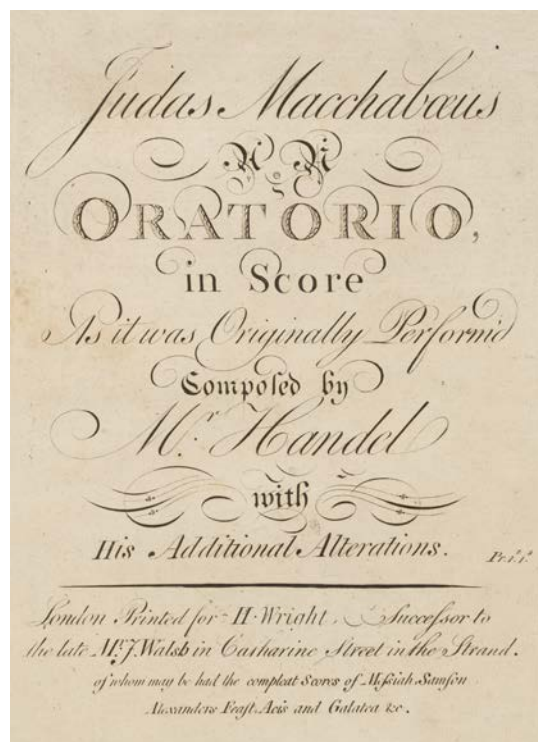 Judas Macchabœus
AN
ORATORIO,
in Score
As it was Originally Perform'd
Composed by
Mr. Handel
with
His Additional Alterations.
London Printed for H. Wright. Successor to
the late Mr. J. Walsh in Catharine Street in the Strand.
of whom may be had the compleat Scores of Messiah Samson
Alexanders Feast, Acis and Galatea &c.